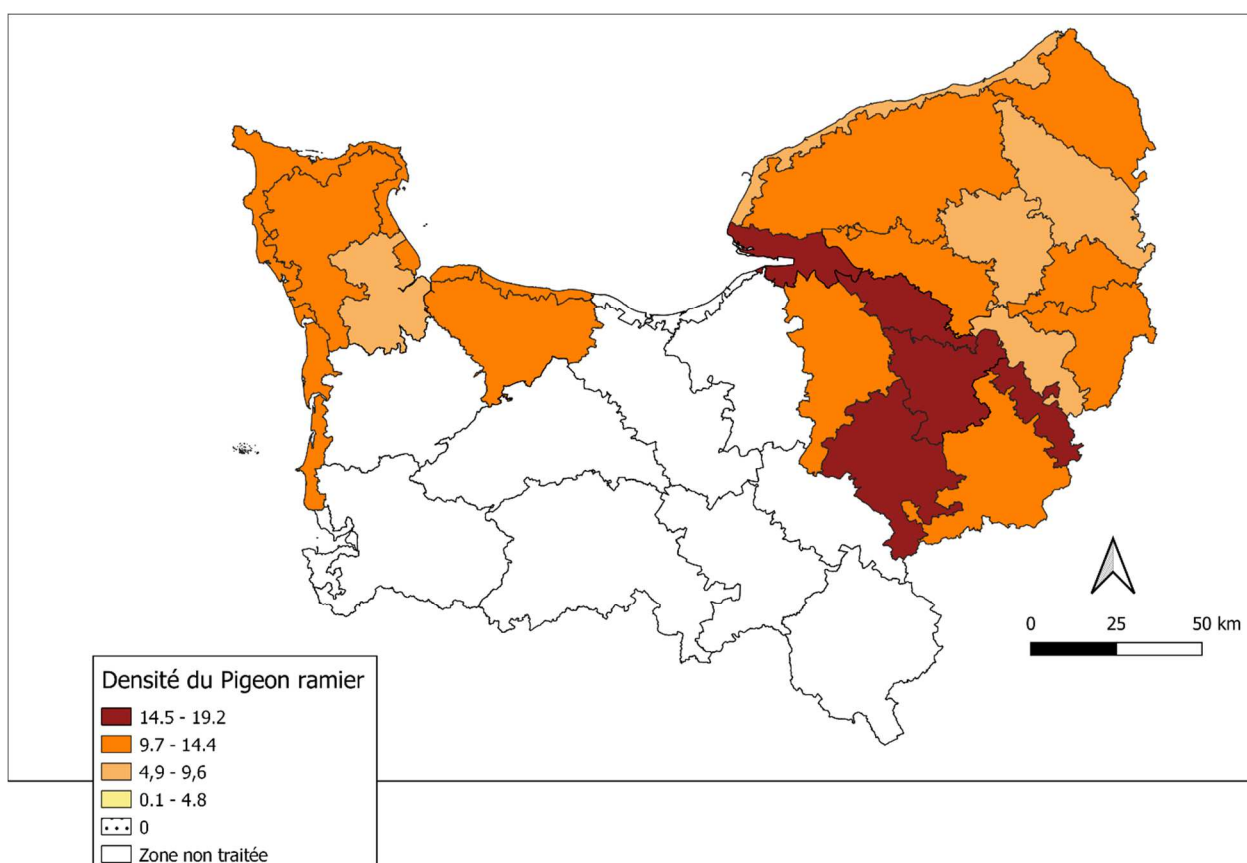 0 25 50 km
Densité du Pigeon ramier
14.5 - 19.2
9.7 - 14.4
4,9 - 9,6
0.1 - 4.8
0
Zone non traitée